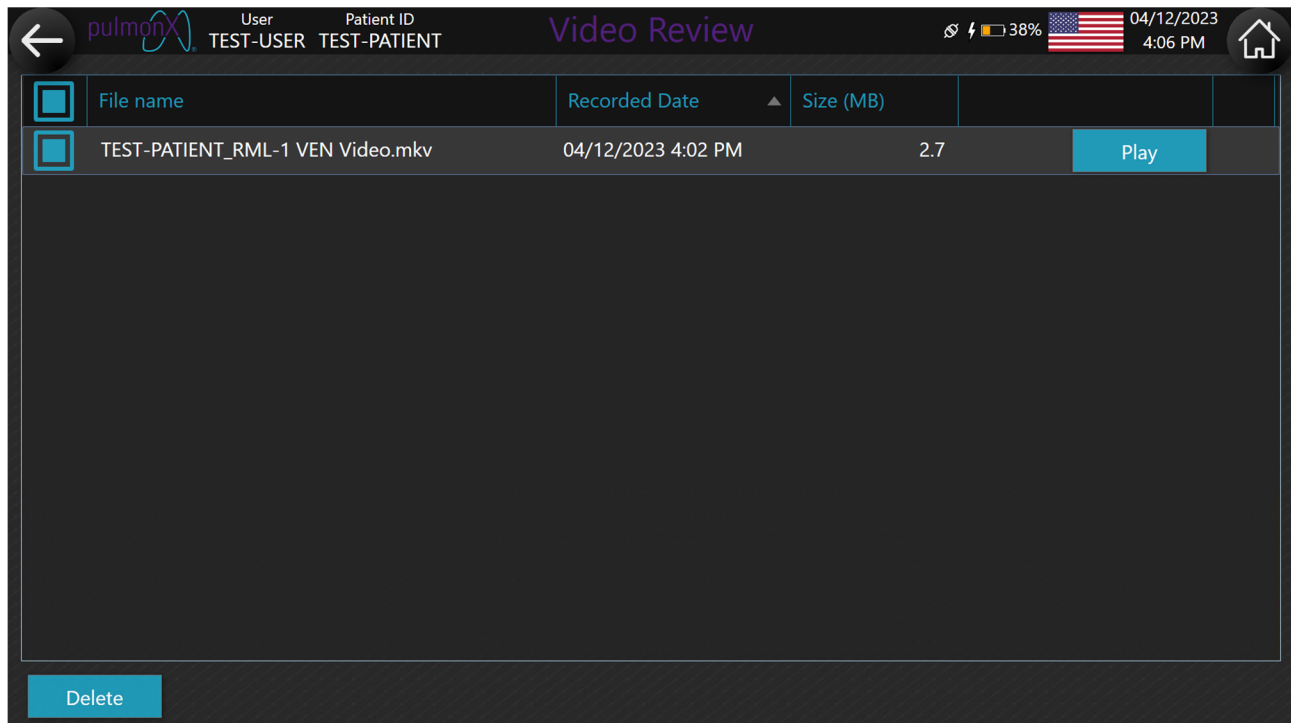 pulmonx®
User
TEST-USER
Patient ID
TEST-PATIENT
Video Review
38%
04/12/2023
4:06 PM
File name
Recorded Date
Size (MB)
TEST-PATIENT_RML-1 VEN Video.mkv
04/12/2023 4:02 PM
2.7
Play
Delete